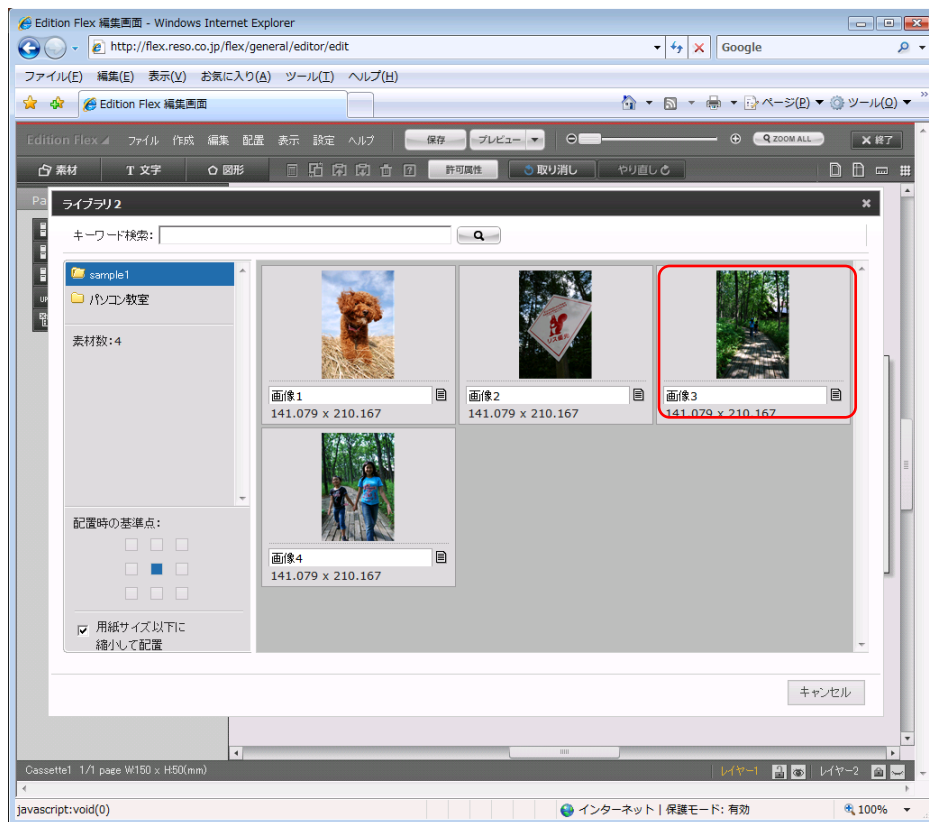 Edition Flex 編集画面 - Windows Internet Explorer
http://flex.reso.co.jp/flex/general/editor/edit
Google
ファイル(F) 編集(E) 表示(V) お気に入り(A) ツール(T) ヘルプ(H)
Edition Flex 編集画面
ページ(P) ツール(O)
Edition Flex ファイル 作成 編集 配置 表示 設定 ヘルプ 保存 プレビュー ZOOM ALL 終了
素材 T 文字 図形 許可属性 取り消し やり直し
Pa
ライブラリ2
キーワード検索:
sample1
パソコン教室
素材数:4
画像1
141.079 x 210.167
画像2
141.079 x 210.167
画像3
141.079 x 210.167
画像4
141.079 x 210.167
配置時の基準点:
用紙サイズ以下に
縮小して配置
キャンセル
UP
Cassette1 1/1 page W:150 x H:50(mm)
レイヤー1 レイヤー2
javascript:void(0)
インターネット | 保護モード: 有効
100%